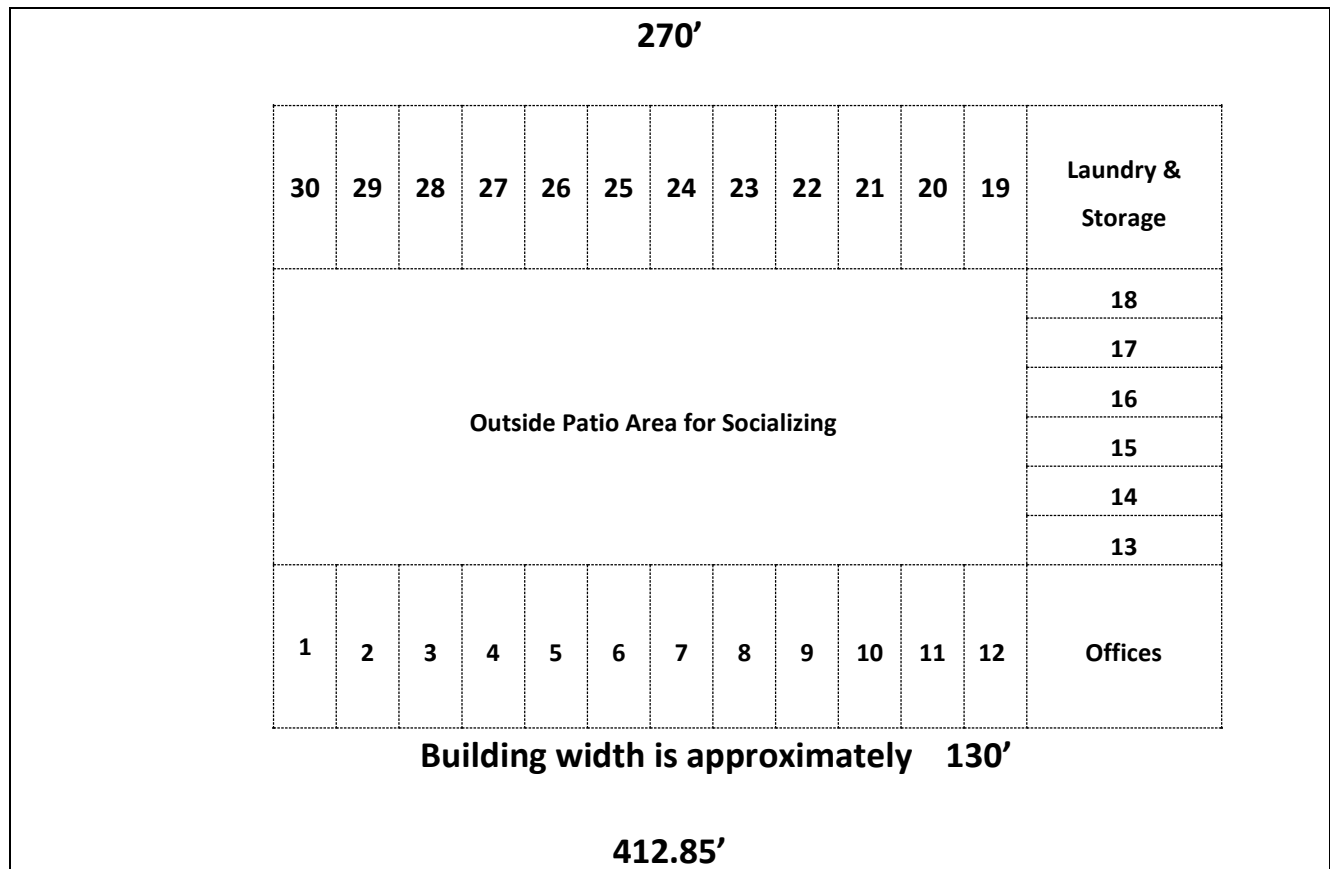 270’
30 29 28 27 26 25 24 23 22 21 20 19
Laundry &
Storage
18
17
16
Outside Patio Area for Socializing
15
14
13
1 2 3 4 5 6 7 8 9 10 11 12 Offices
Building width is approximately 130’
412.85’